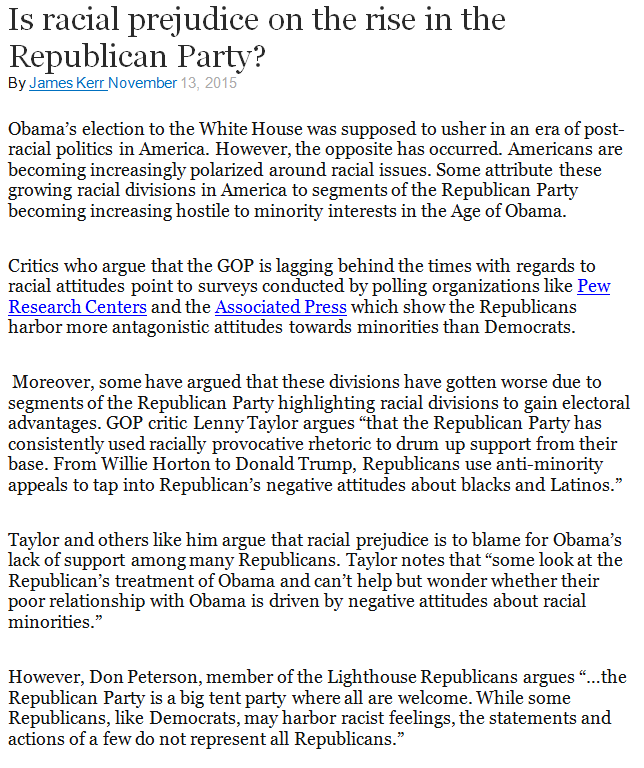 Is racial prejudice on the rise in the
Republican Party?
By James Kerr November 13, 2015
Obama’s election to the White House was supposed to usher in an era of post-
racial politics in America. However, the opposite has occurred. Americans are
becoming increasingly polarized around racial issues. Some attribute these
growing racial divisions in America to segments of the Republican Party
becoming increasing hostile to minority interests in the Age of Obama.
Critics who argue that the GOP is lagging behind the times with regards to
racial attitudes point to surveys conducted by polling organizations like Pew
Research Centers and the Associated Press which show the Republicans
harbor more antagonistic attitudes towards minorities than Democrats.
Moreover, some have argued that these divisions have gotten worse due to
segments of the Republican Party highlighting racial divisions to gain electoral
advantages. GOP critic Lenny Taylor argues “that the Republican Party has
consistently used racially provocative rhetoric to drum up support from their
base. From Willie Horton to Donald Trump, Republicans use anti-minority
appeals to tap into Republican’s negative attitudes about blacks and Latinos.”
Taylor and others like him argue that racial prejudice is to blame for Obama’s
lack of support among many Republicans. Taylor notes that “some look at the
Republican’s treatment of Obama and can’t help but wonder whether their
poor relationship with Obama is driven by negative attitudes about racial
minorities.”
However, Don Peterson, member of the Lighthouse Republicans argues “…the
Republican Party is a big tent party where all are welcome. While some
Republicans, like Democrats, may harbor racist feelings, the statements and
actions of a few do not represent all Republicans.”